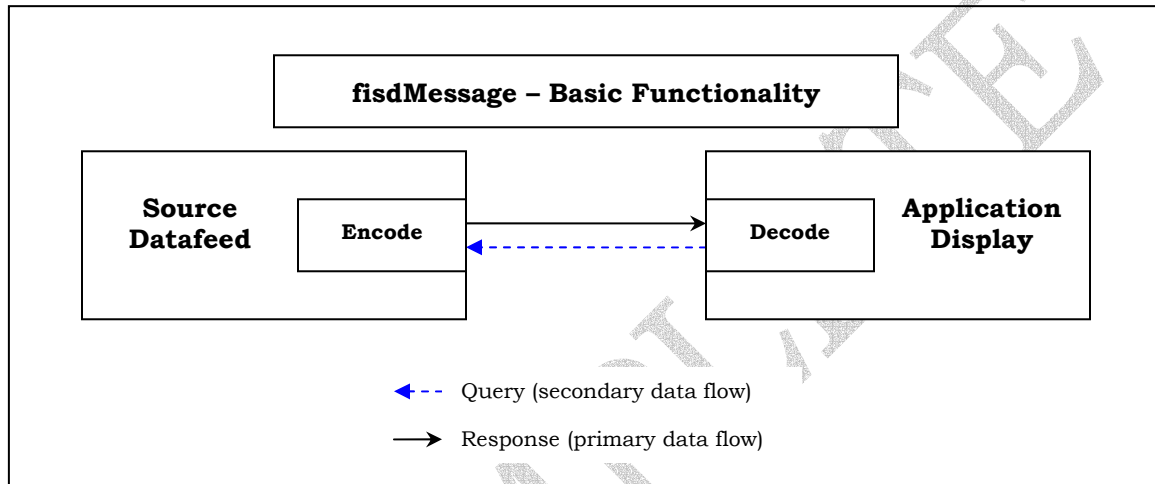 fisdMessage – Basic Functionality
Source
Datafeed
Encode
Decode
Application
Display
Query (secondary data flow)
Response (primary data flow)